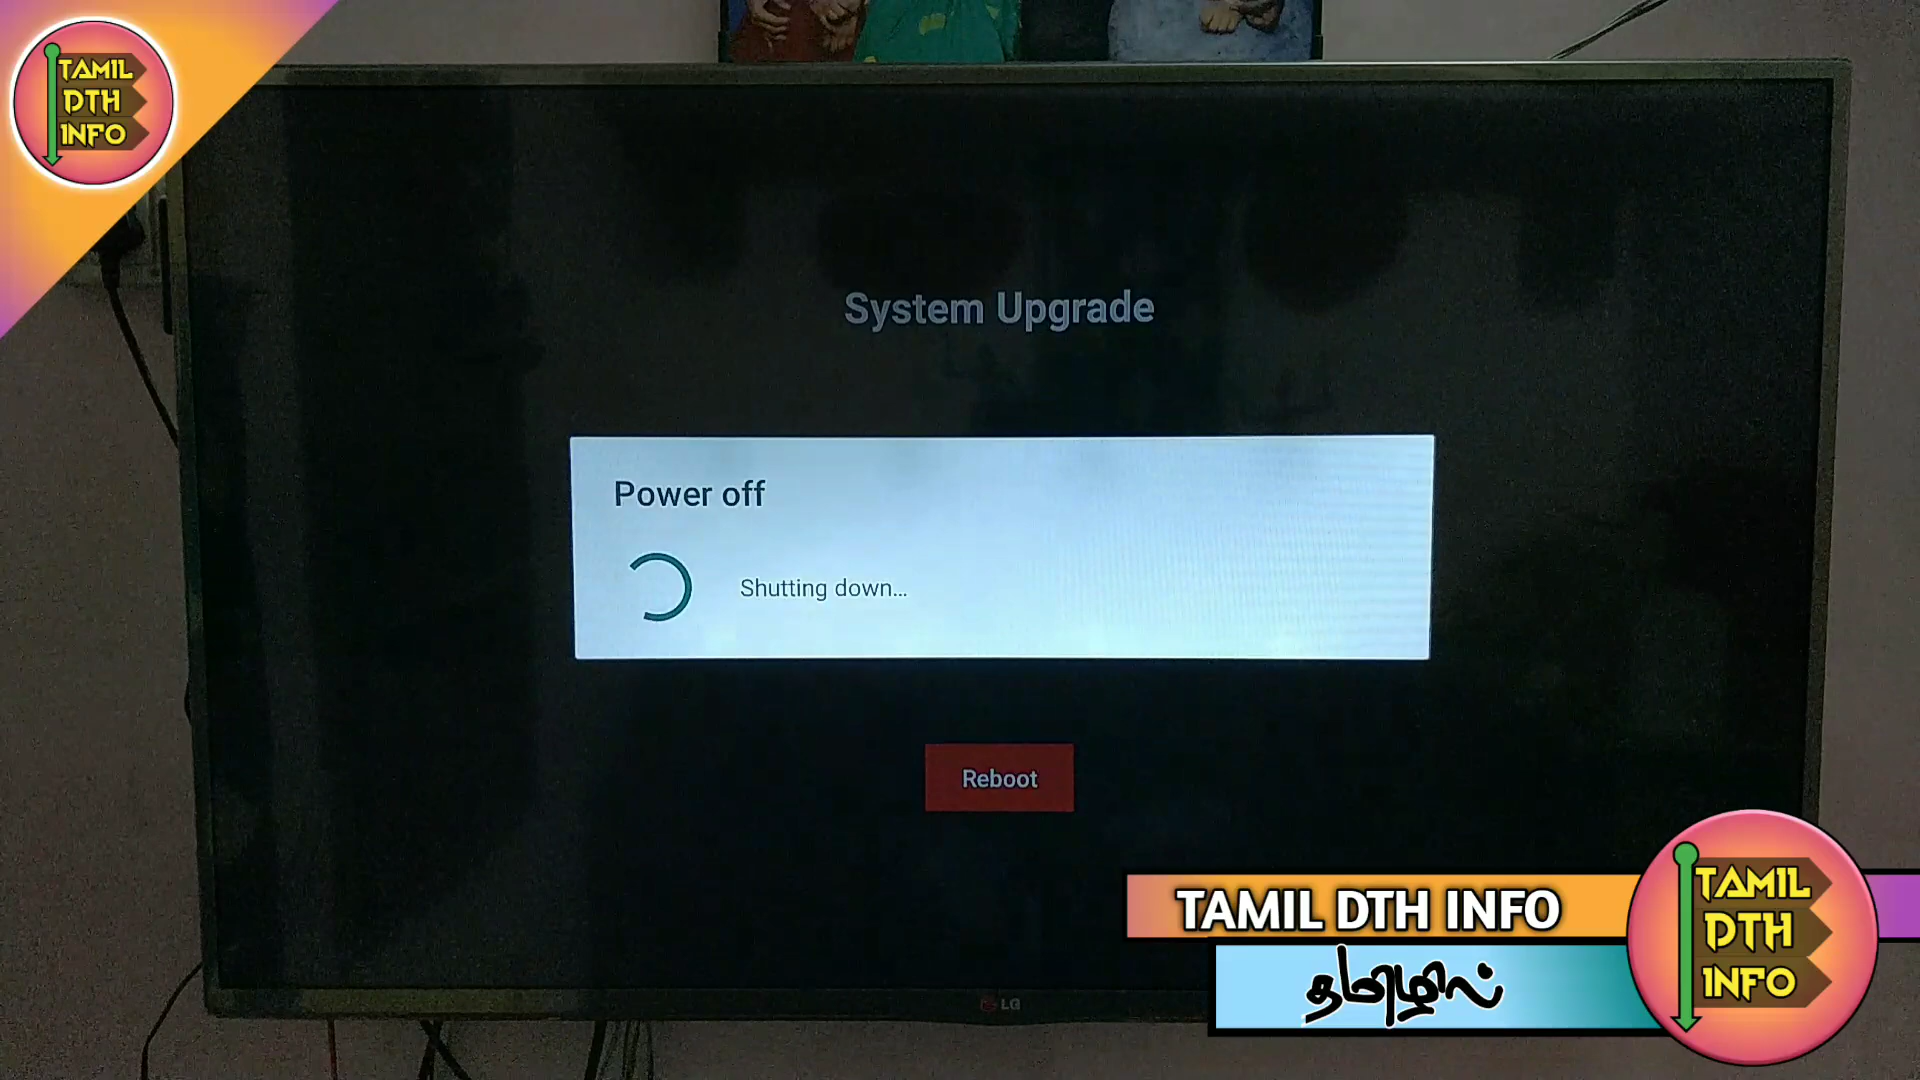 TAMIL
DTH
INFO
System Upgrade
Power off
Shutting down...
Reboot
LG
TAMIL DTH INFO
தமிழில்
TAMIL
DTH
INFO